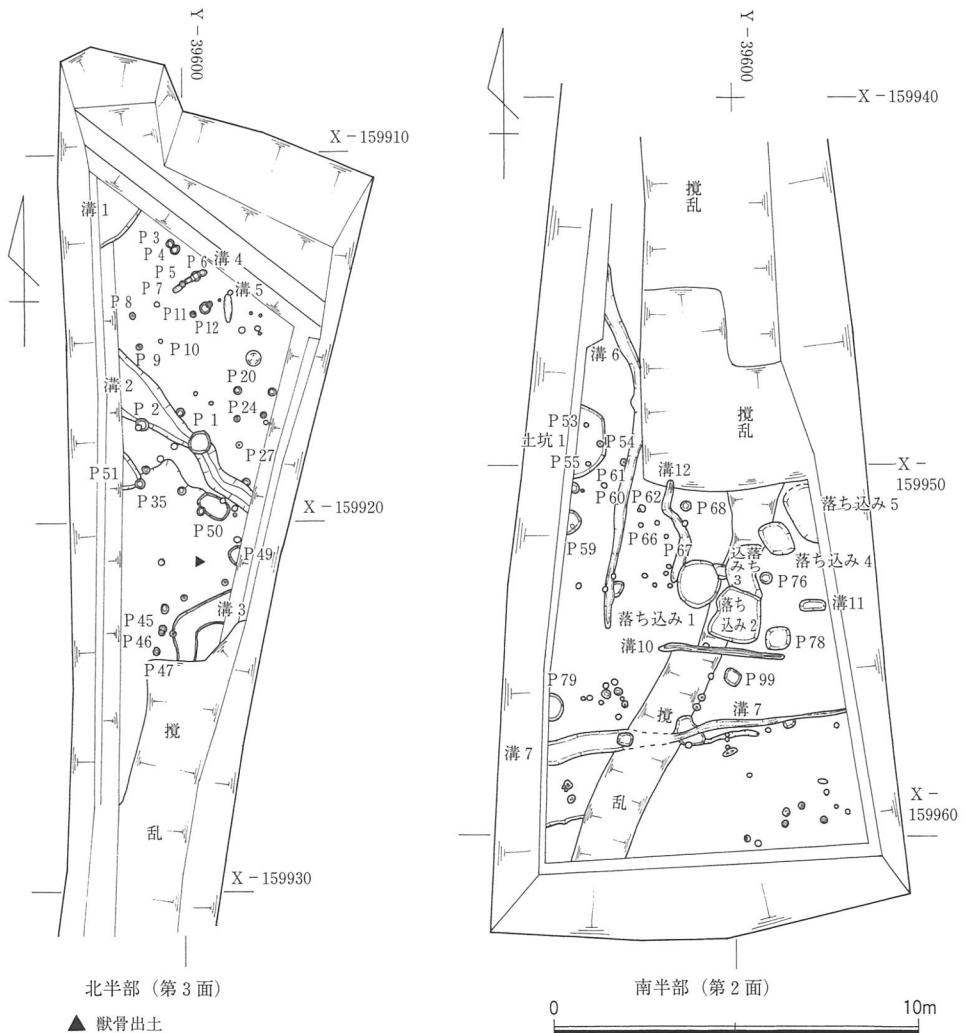 Y－39600
X－159910
溝1
P3
P4
P5
P6
溝4
P7
溝5
P8
P11
P12
P9
P10
P20
溝2
P2
P1
P24
P27
P51
P35
X－159920
P50
P49
溝3
P45
P46
P47
撹
乱
X－159930
北半部（第3面）
▲ 獣骨出土
Y－39600
X－159940
撹乱
溝6
撹乱
P53
土坑1
P54
P55
P61
P60
溝12
X－
159950
P62
P68
落ち込み5
P59
P66
P67
落ち込み3
落ち込み4
P76
落ち込み1
落ち
込み2
溝11
溝10
P78
P79
P99
撹
溝7
溝7
乱
X－
159960
南半部（第2面）
0
10m